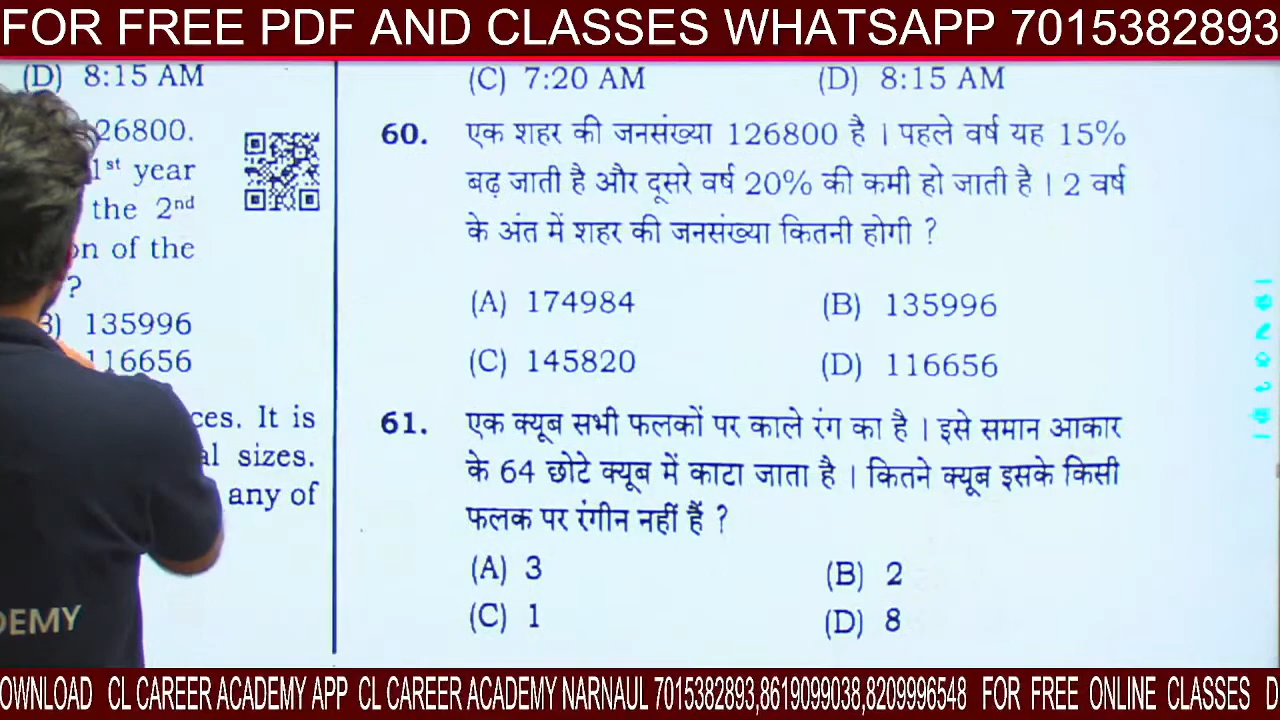 FOR FREE PDF AND CLASSES WHATSAPP 7015382893
(D) 8:15 AM
26800.
1st year
the 2nd
on of the
?
3) 135996
116656
ces. It is
al sizes.
any of
DEMY
(C) 7:20 AM (D) 8:15 AM
60. एक शहर की जनसंख्या 126800 है । पहले वर्ष यह 15%
बढ़ जाती है और दूसरे वर्ष 20% की कमी हो जाती है । 2 वर्ष
के अंत में शहर की जनसंख्या कितनी होगी ?
(A) 174984 (B) 135996
(C) 145820 (D) 116656
61. एक क्यूब सभी फलकों पर काले रंग का है । इसे समान आकार
के 64 छोटे क्यूब में काटा जाता है । कितने क्यूब इसके किसी
फलक पर रंगीन नहीं हैं ?
(A) 3 (B) 2
(C) 1 (D) 8
OWNLOAD CL CAREER ACADEMY APP CL CAREER ACADEMY NARNAUL 7015382893,8619099038,8209996548 FOR FREE ONLINE CLASSES D